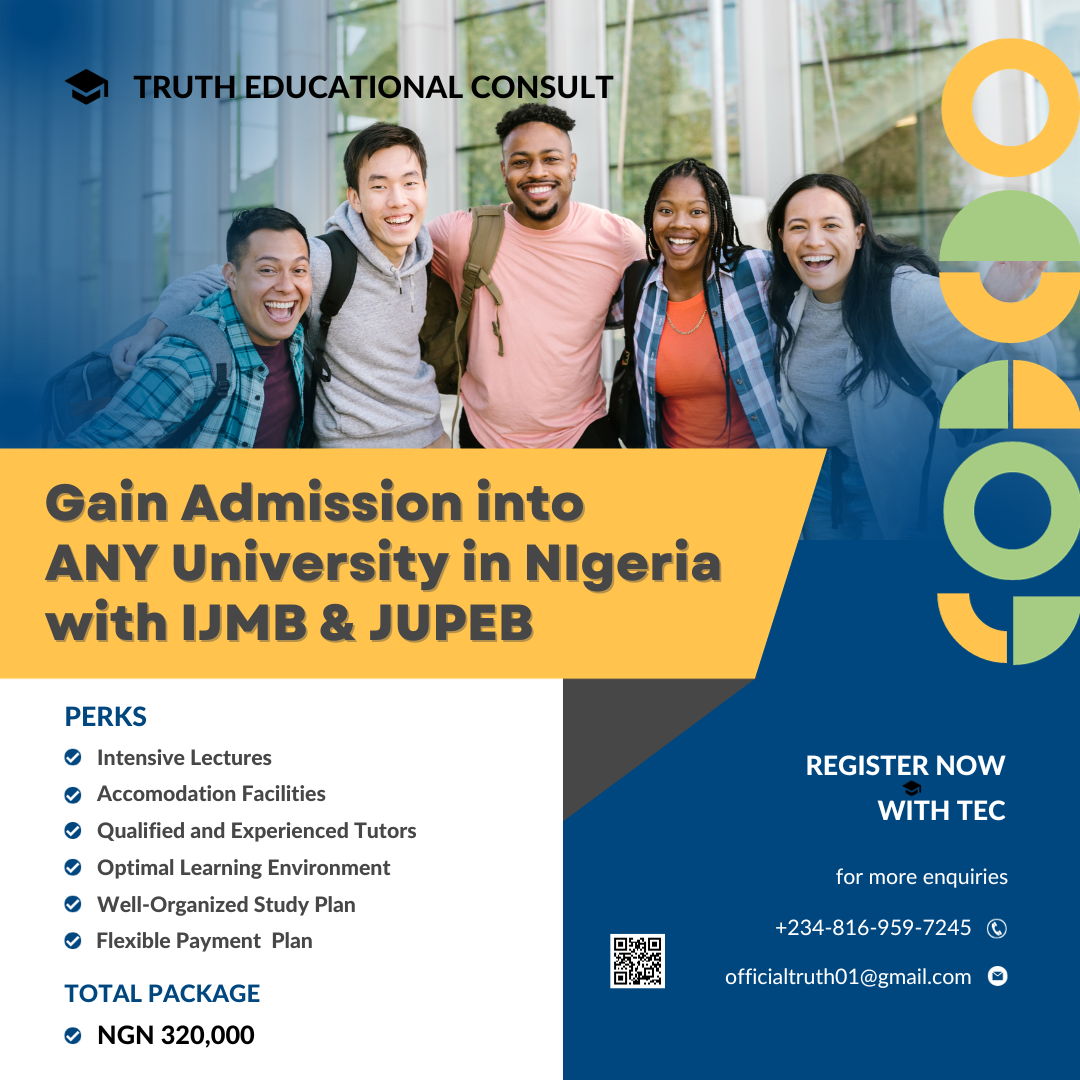 TRUTH EDUCATIONAL CONSULT
Gain Admission into
ANY University in NIgeria
with IJMB & JUPEB
PERKS
Intensive Lectures
Accomodation Facilities
Qualified and Experienced Tutors
Optimal Learning Environment
Well-Organized Study Plan
Flexible Payment  Plan
TOTAL PACKAGE
NGN 320,000
REGISTER NOW
WITH TEC
for more enquiries
+234-816-959-7245
officialtruth01@gmail.com